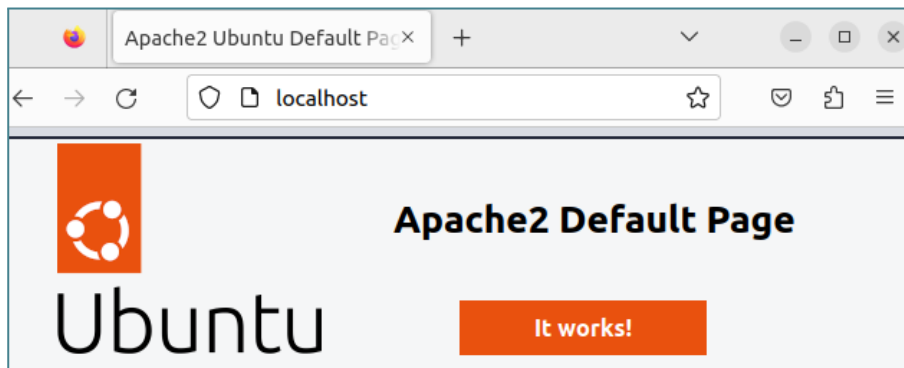 Apache2 Ubuntu Default Pag
localhost
Apache2 Default Page
Ubuntu
It works!